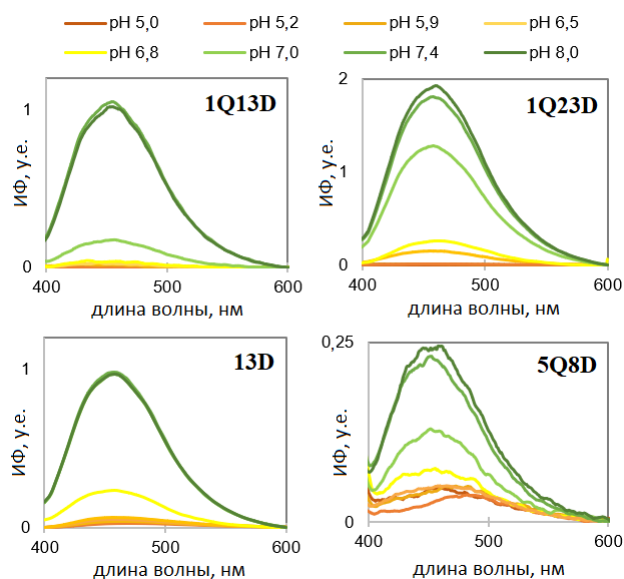 pH 5,0 pH 5,2 pH 5,9 pH 6,5
pH 6,8 pH 7,0 pH 7,4 pH 8,0
1Q13D
ИФ, у.е.
1
0
400 500 600
длина волны, нм
1Q23D
ИФ, у.е.
2
1
0
400 500 600
длина волны, нм
13D
ИФ, у.е.
1
0
400 500 600
длина волны, нм
5Q8D
ИФ, у.е.
0,25
0
400 500 600
длина волны, нм